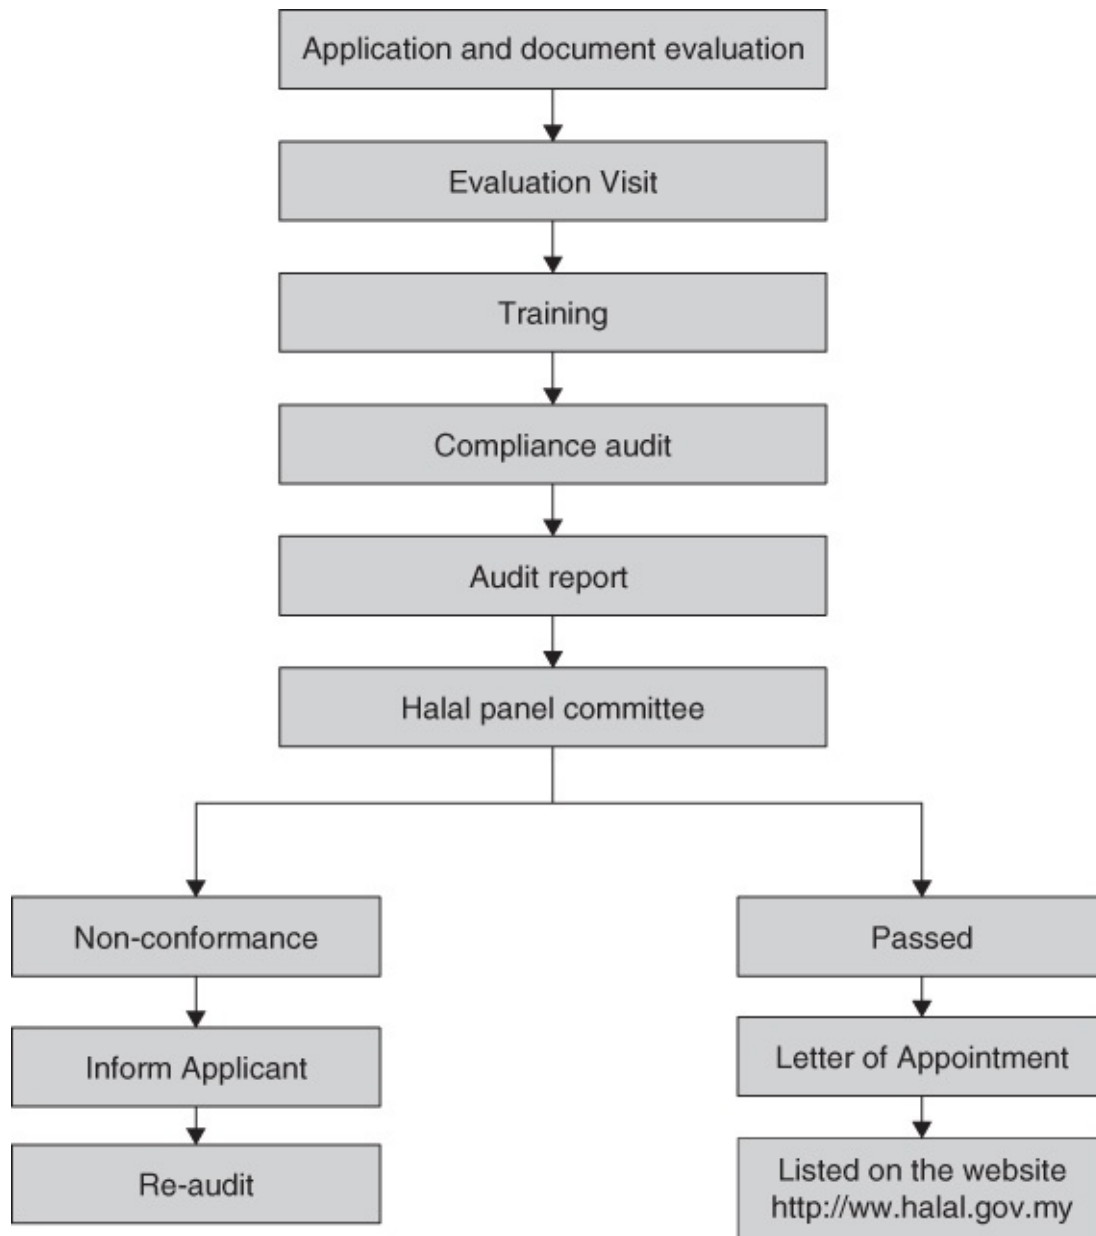 Application and document evaluation
Evaluation Visit
Training
Compliance audit
Audit report
Halal panel committee
Non-conformance
Inform Applicant
Re-audit
Passed
Letter of Appointment
Listed on the website
http://ww.halal.gov.my